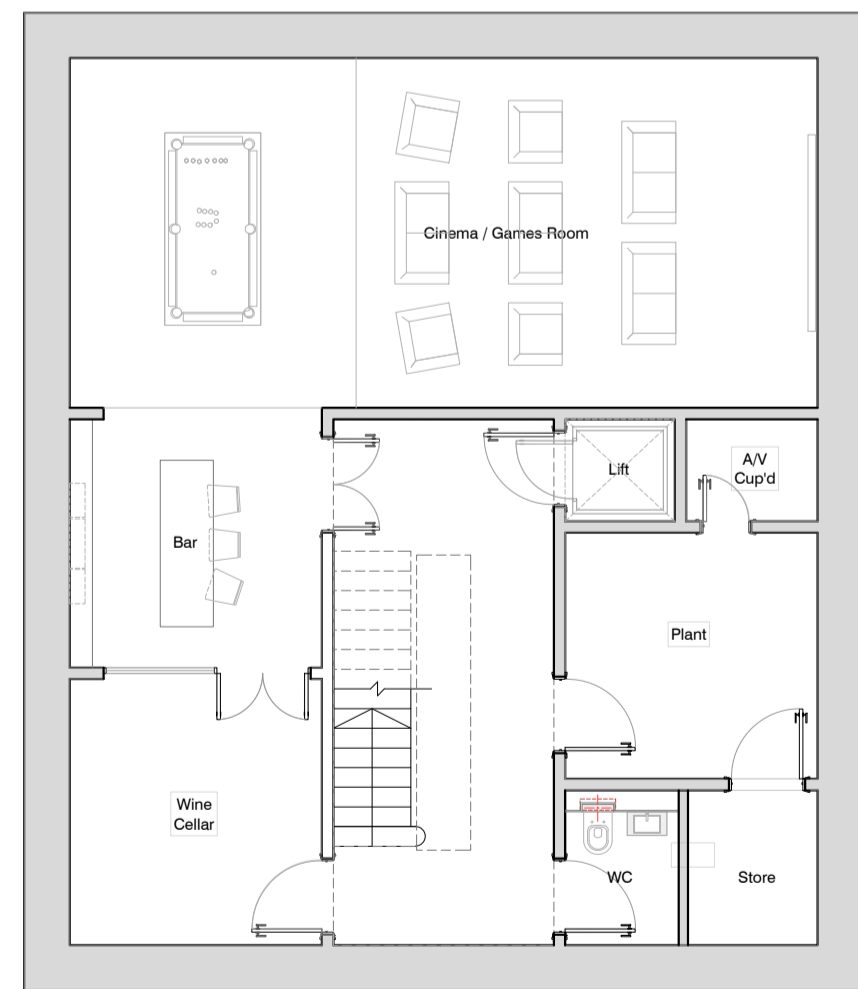 Cinema / Games Room
Lift
A/V
Cup'd
Bar
Plant
Wine
Cellar
WC
Store